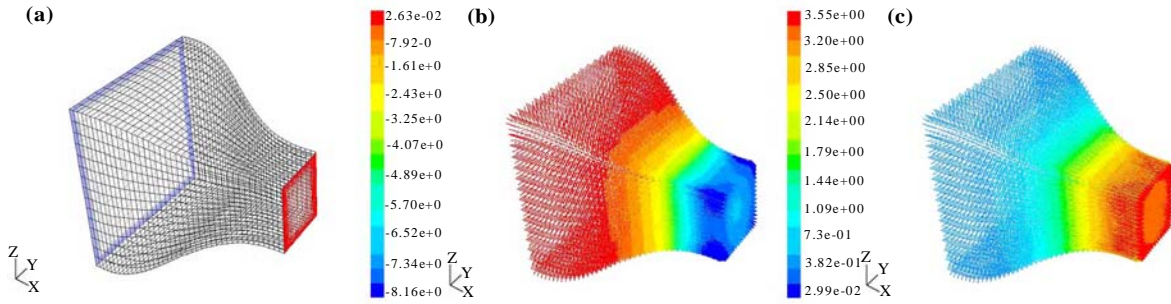 (a)
Z
Y
X
2.63e-02
-7.92-0
-1.61e+0
-2.43e+0
-4.07e+0
-4.89e+0
-5.70e+0
-6.52e+0
-7.34e+0
-8.16e+0
(b)
Z
Y
X
3.55e+00
3.20e+00
2.85e+00
2.50e+00
2.14e+00
1.79e+00
1.44e+00
1.09e+00
7.3e-01
3.82e-01
2.99e-02
(c)
Z
Y
X